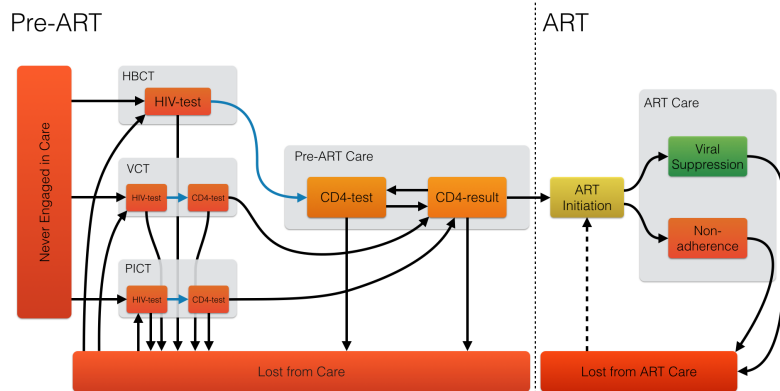 Pre-ART
ART
Never Engaged in Care
HBCT
HIV-test
VCT
HIV-test
CD4-test
PICT
HIV-test
CD4-test
Pre-ART Care
CD4-test
CD4-result
ART
Initiation
ART Care
Viral
Suppression
Non-
adherence
Lost from Care
Lost from ART Care